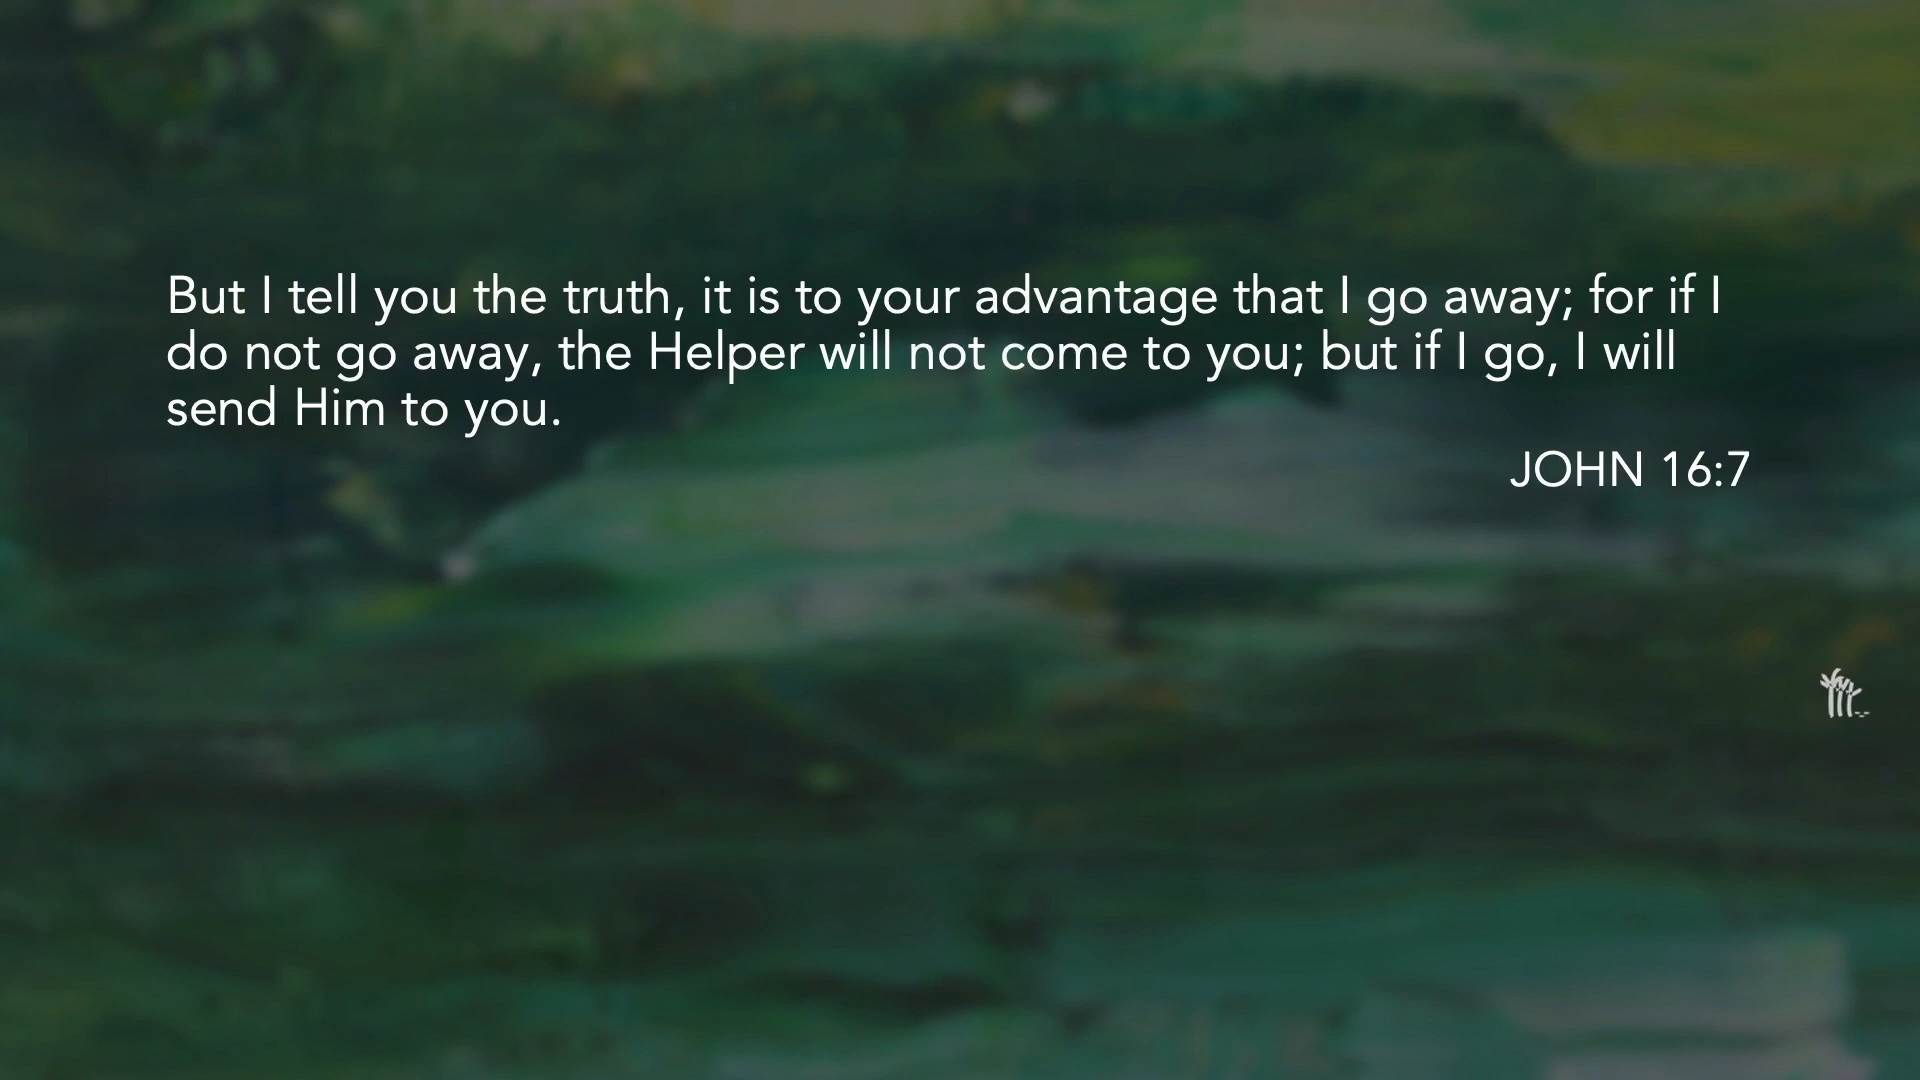 But I tell you the truth, it is to your advantage that I go away; for if I
do not go away, the Helper will not come to you; but if I go, I will
send Him to you.
JOHN 16:7